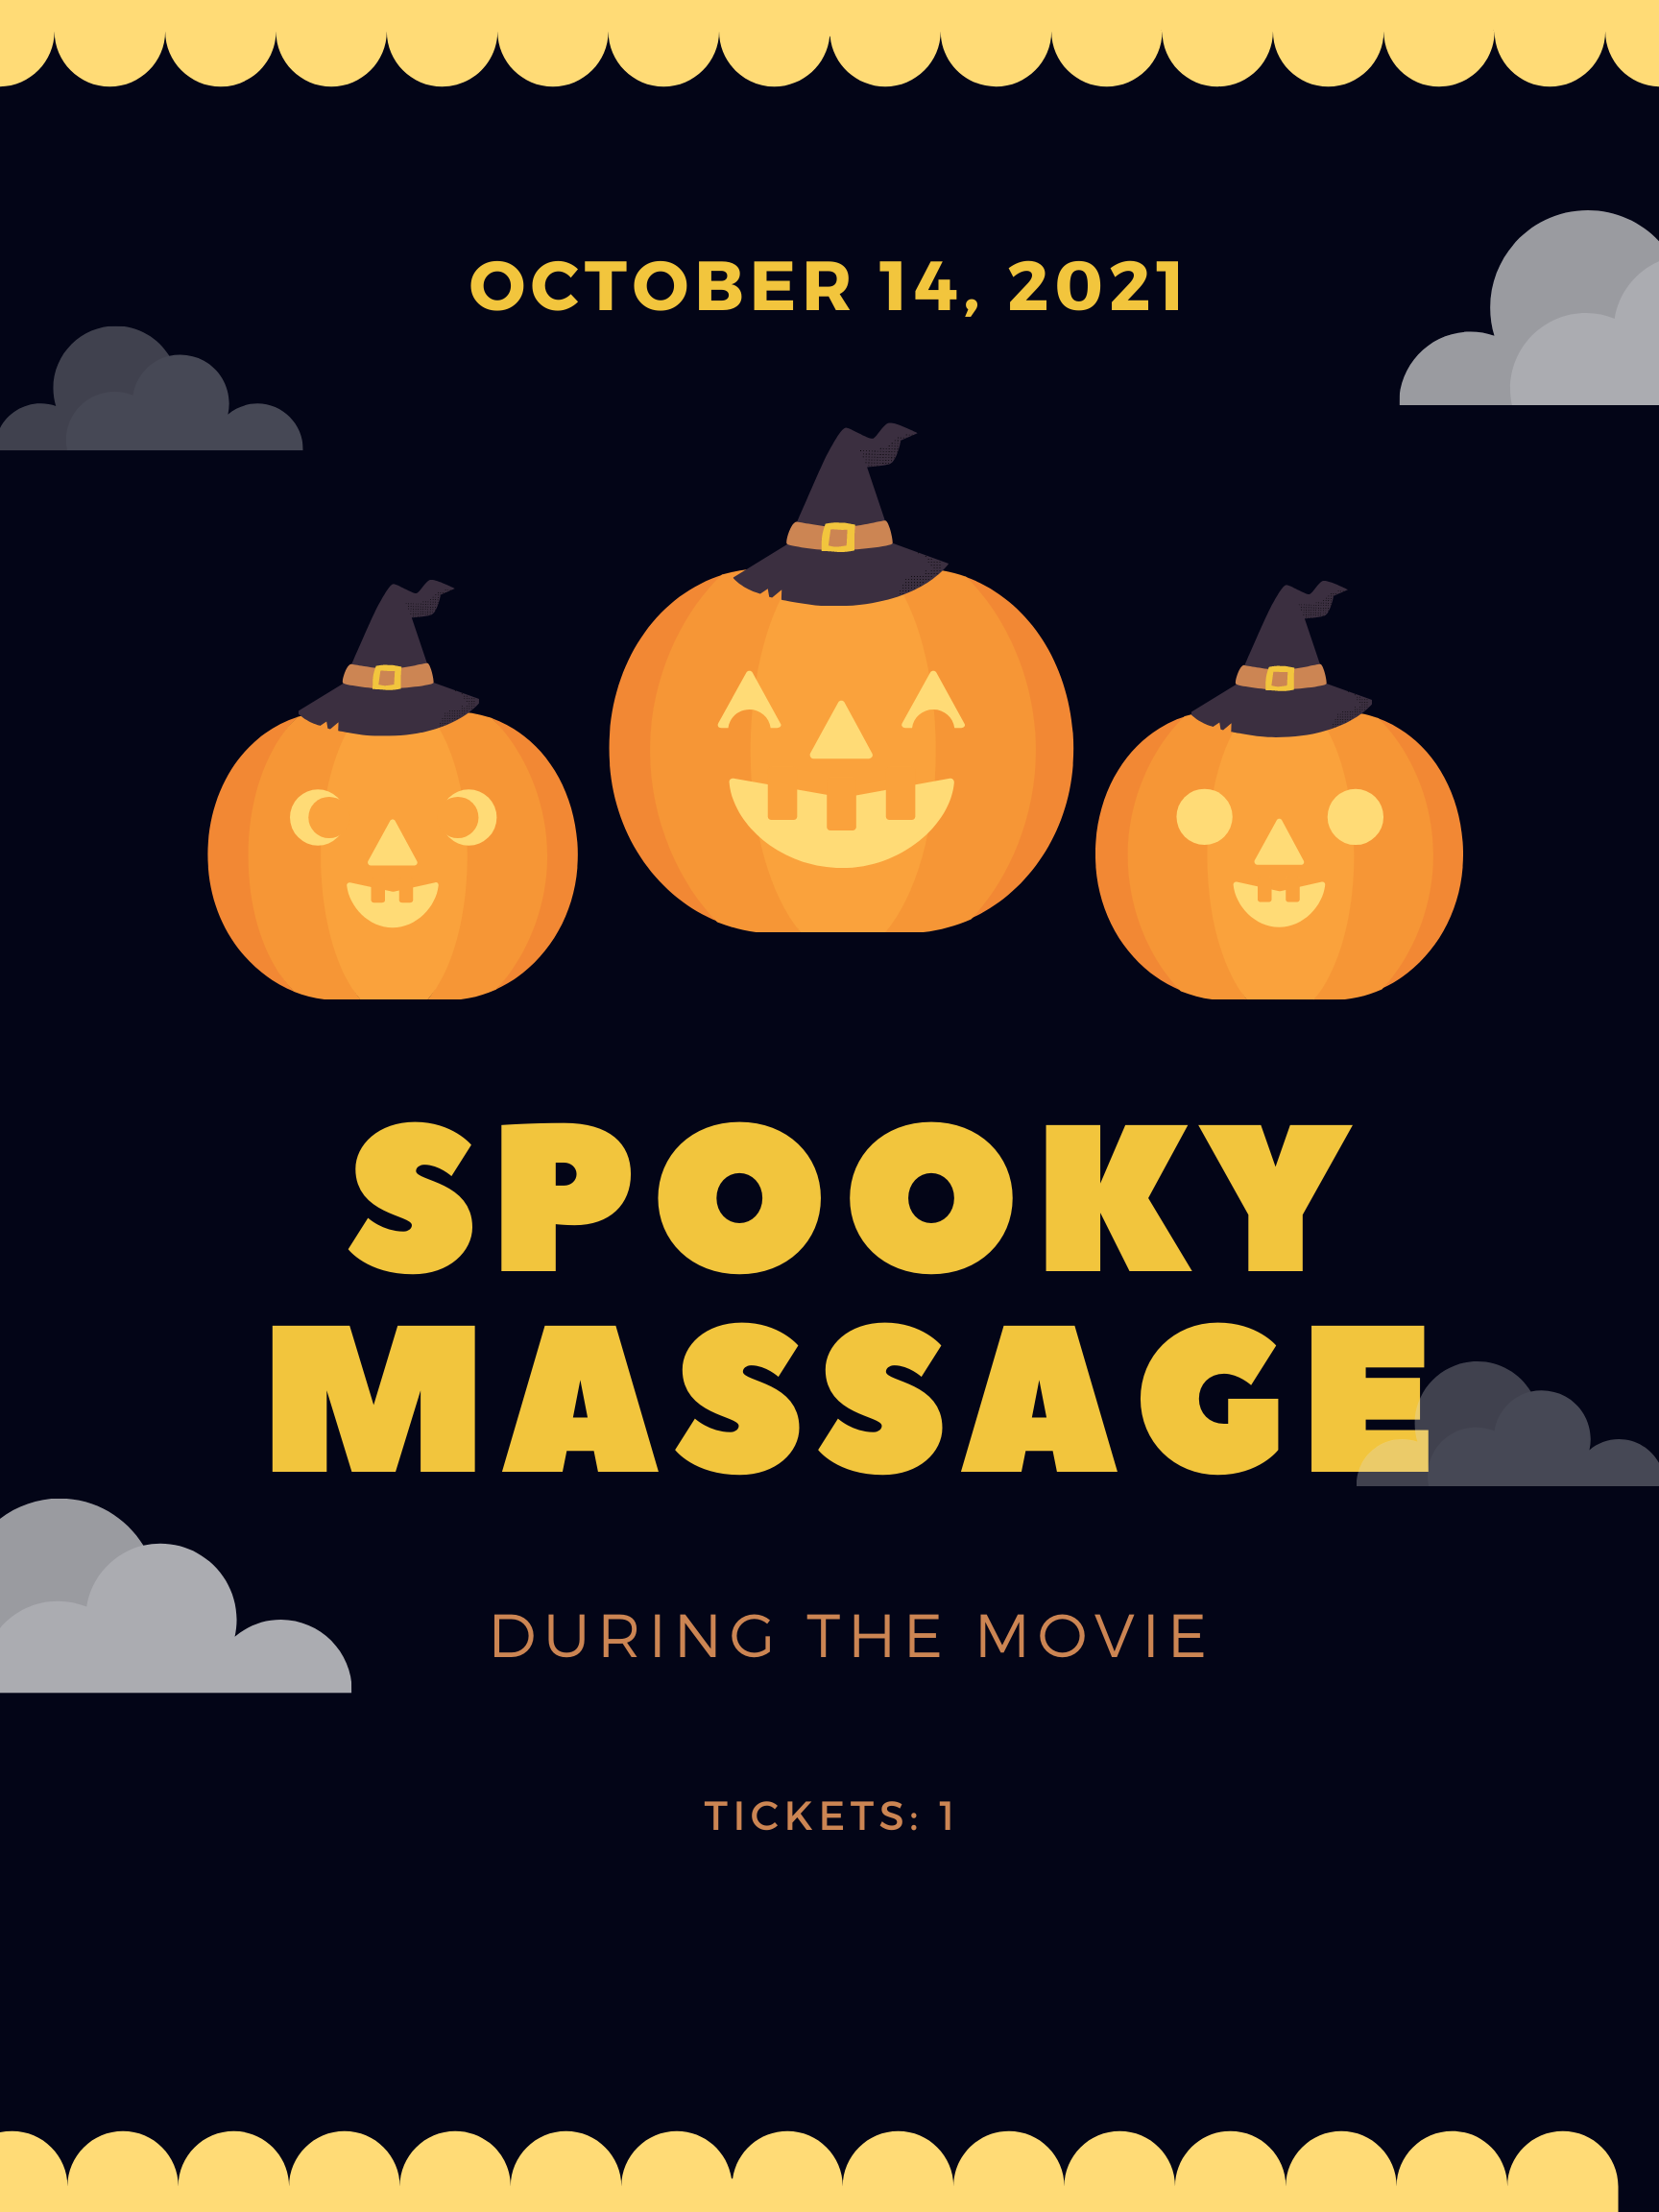 OCTOBER 14, 2021
SPOOKY
MASSAGE
DURING THE MOVIE
TICKETS: 1